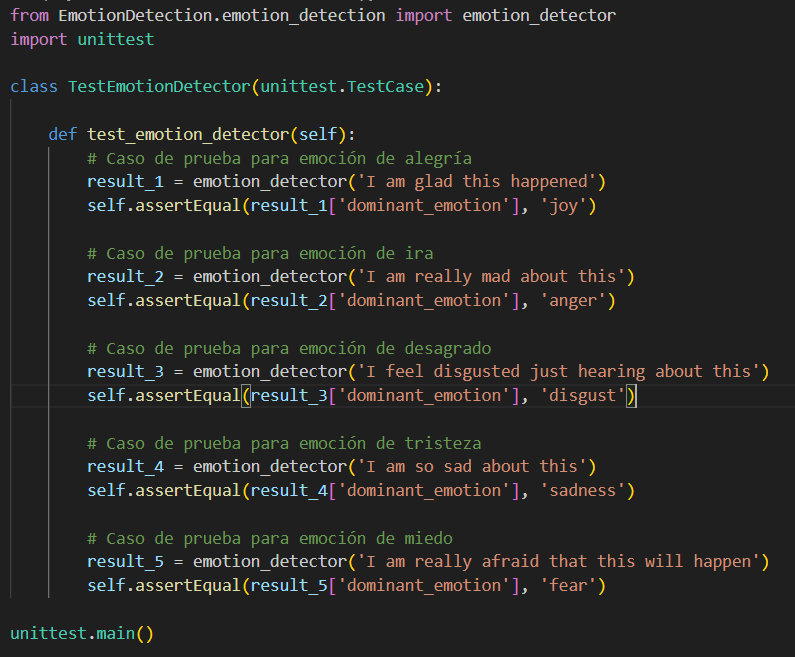 from EmotionDetection.emotion_detection import emotion_detector
import unittest
class TestEmotionDetector(unittest.TestCase):
def test_emotion_detector(self):
# Caso de prueba para emoción de alegría
result_1 = emotion_detector('I am glad this happened')
self.assertEqual(result_1['dominant_emotion'], 'joy')
# Caso de prueba para emoción de ira
result_2 = emotion_detector('I am really mad about this')
self.assertEqual(result_2['dominant_emotion'], 'anger')
# Caso de prueba para emoción de desagrado
result_3 = emotion_detector('I feel disgusted just hearing about this')
self.assertEqual(result_3['dominant_emotion'], 'disgust')
# Caso de prueba para emoción de tristeza
result_4 = emotion_detector('I am so sad about this')
self.assertEqual(result_4['dominant_emotion'], 'sadness')
# Caso de prueba para emoción de miedo
result_5 = emotion_detector('I am really afraid that this will happen')
self.assertEqual(result_5['dominant_emotion'], 'fear')
unittest.main()